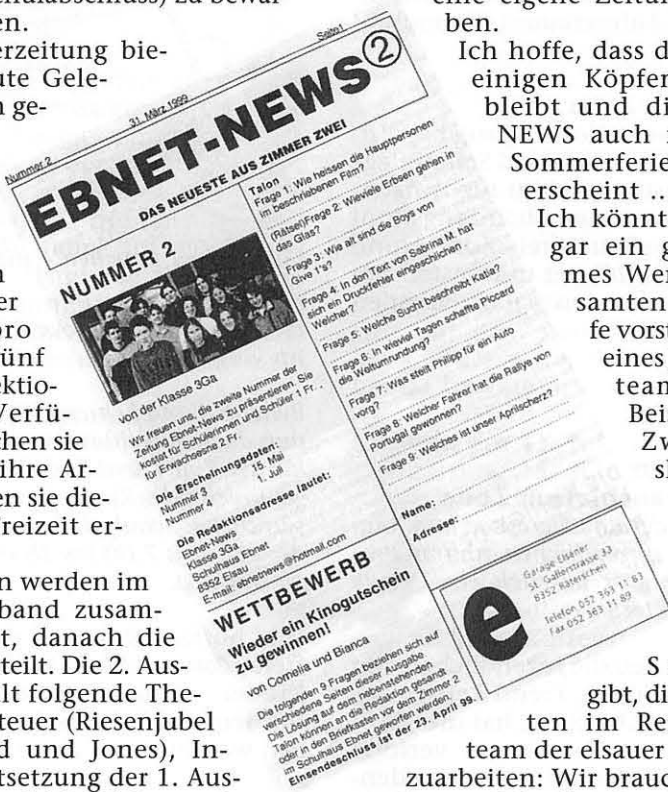 hulabschluss) zu bewar-
en.
erzeitung bie-
ute Gele-
n ge-
n
er
pro
ünf
ektio-
Verfü-
chen sie
ihre Ar-
en sie die-
Freizeit er-
n werden im
band zusam-
t, danach die
teilt. Die 2. Aus-
lt folgende The-
teuer (Riesenjubel
d und Jones), In-
tsetzung der 1. Aus-
Nummer 2
31. März 1999
Seite1
EBNET-NEWS 2
DAS NEUESTE AUS ZIMMER ZWEI
NUMMER 2
von der Klasse 3Ga
Wir freuen uns, die zweite Nummer der
Zeitung Ebnet-News zu präsentieren. Sie
kostet für Schülerinnen und Schüler 1 Fr.,
für Erwachsene 2 Fr.
Die Erscheinungsdaten:
Nummer 3 15. Mai
Nummer 4 1. Juli
Die Redaktionsadresse lautet:
Ebnet-News
Klasse 3Ga
Schulhaus Ebnet
8352 Elsau
E-mail: ebnetnews@hotmail.com
WETTBEWERB
Wieder ein Kinogutschein
zu gewinnen!
von Cornelia und Bianca
Die folgenden 9 Fragen beziehen sich auf
verschiedene Seiten dieser Ausgabe.
Die Lösung auf dem nebenstehenden
Talon können an die Redaktion gesandt
oder in den Briefkasten vor dem Zimmer 2
im Schulhaus Ebnet geworfen werden.
Einsendeschluss ist der 23. April 99.
Talon
Frage 1: Wie heissen die Hauptpersonen
im beschriebenen Film?
(Rätsel)Frage 2: Wieviele Erbsen gehen in
das Glas?
Frage 3: Wie alt sind die Boys von
Give 1's?
Frage 4: In den Text von Sabrina M. hat
sich ein Druckfehler eingeschlichen
Welcher?
Frage 5: Welche Sucht beschreibt Katia?
Frage 6: In wieviel Tagen schaffte Piccard
die Weltumrundung?
Frage 7: Was stellt Philipp für ein Auto
vor?
Frage 8: Welcher Fahrer hat die Rallye von
Portugal gewonnen?
Frage 9: Welches ist unser Aprilscherz?
Name:
Adresse:
e
Garage
St. Gallerstrasse 33
8352 Räterschen
Telefon 052 363 11 83
Fax 052 363 11 89
eine eigene Zeitu
ben.
Ich hoffe, dass d
einigen Köpfen
bleibt und di
NEWS auch
Sommerferie
erscheint ...
Ich könnt
gar ein g
mes Wer
samten
fe vorst
eines
team
Bei
Zw
sk
S
gibt, di
ten im Re
team der elsauer
zuarbeiten: Wir brauc